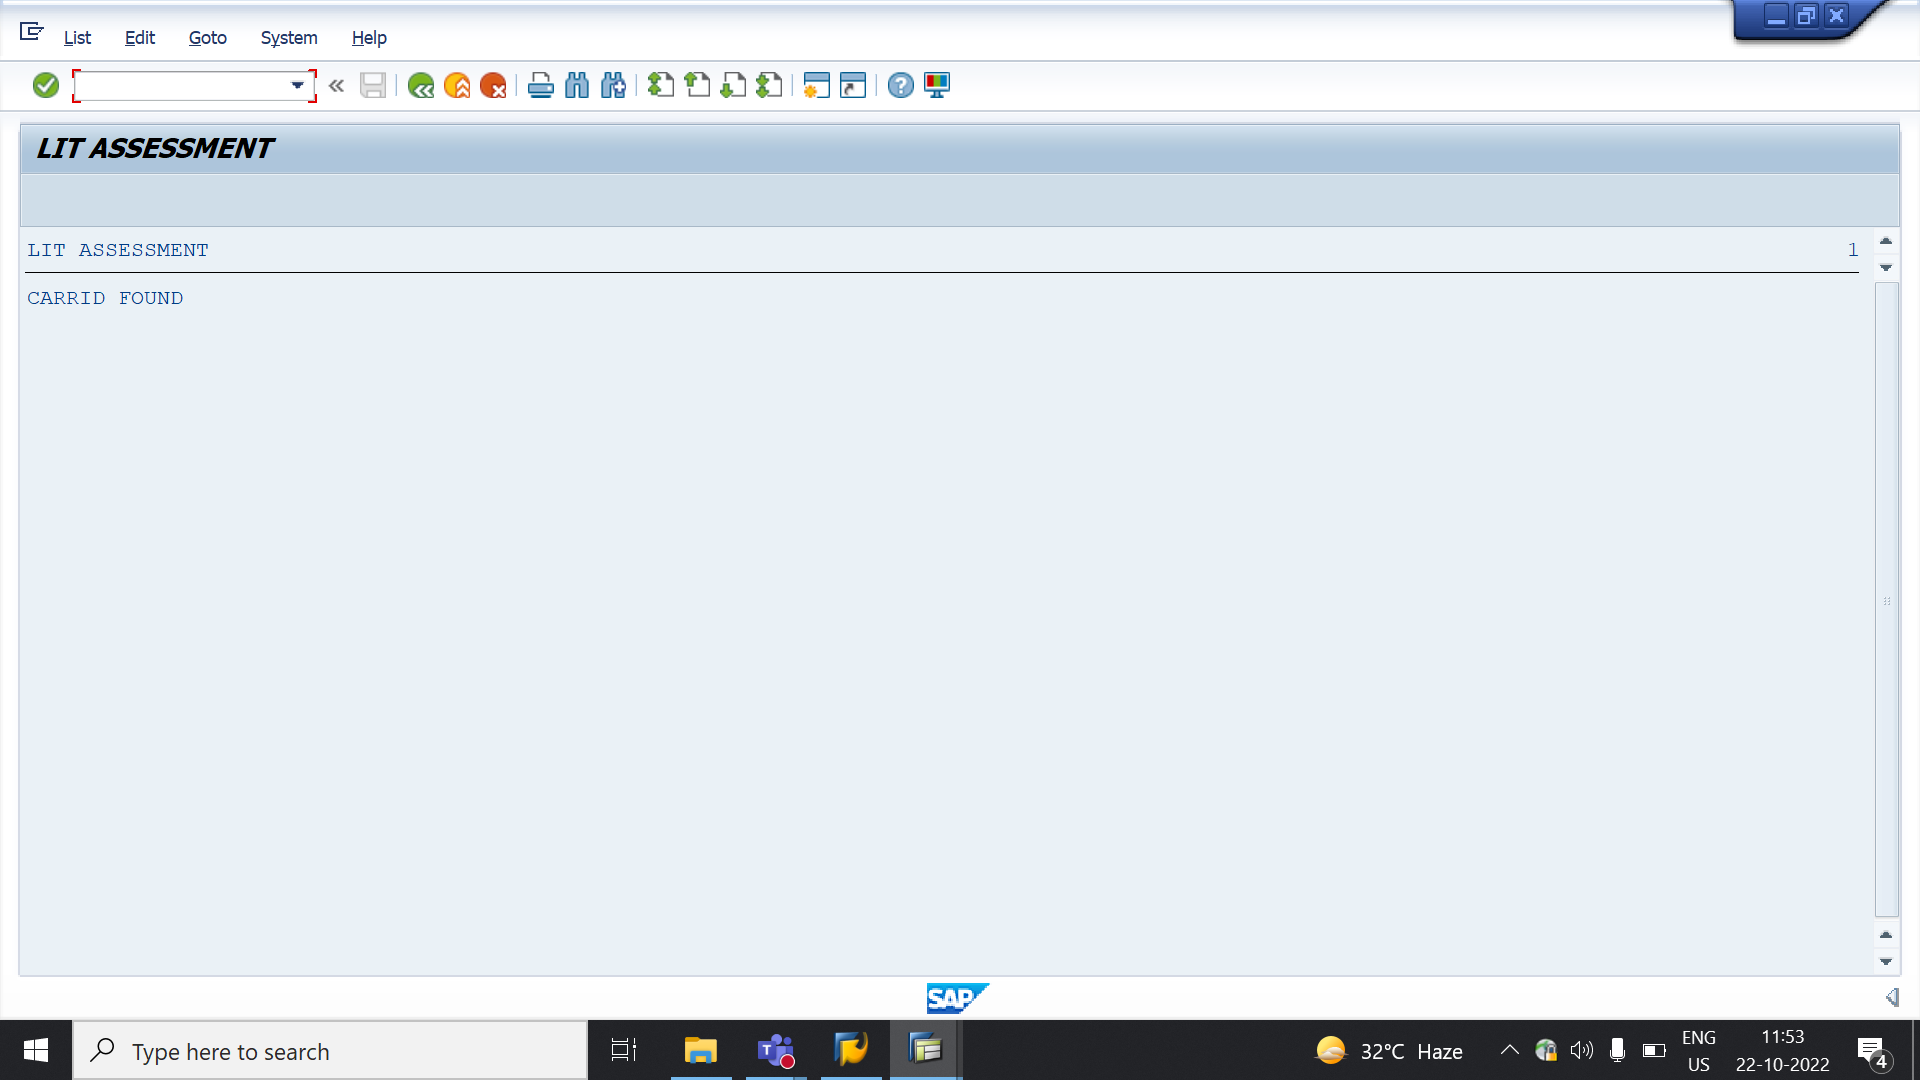 List Edit Goto System Help
LIT ASSESSMENT
LIT ASSESSMENT 1
CARRID FOUND
SAP
Type here to search
T
32°C Haze
ENG
US
11:53
22-10-2022
4